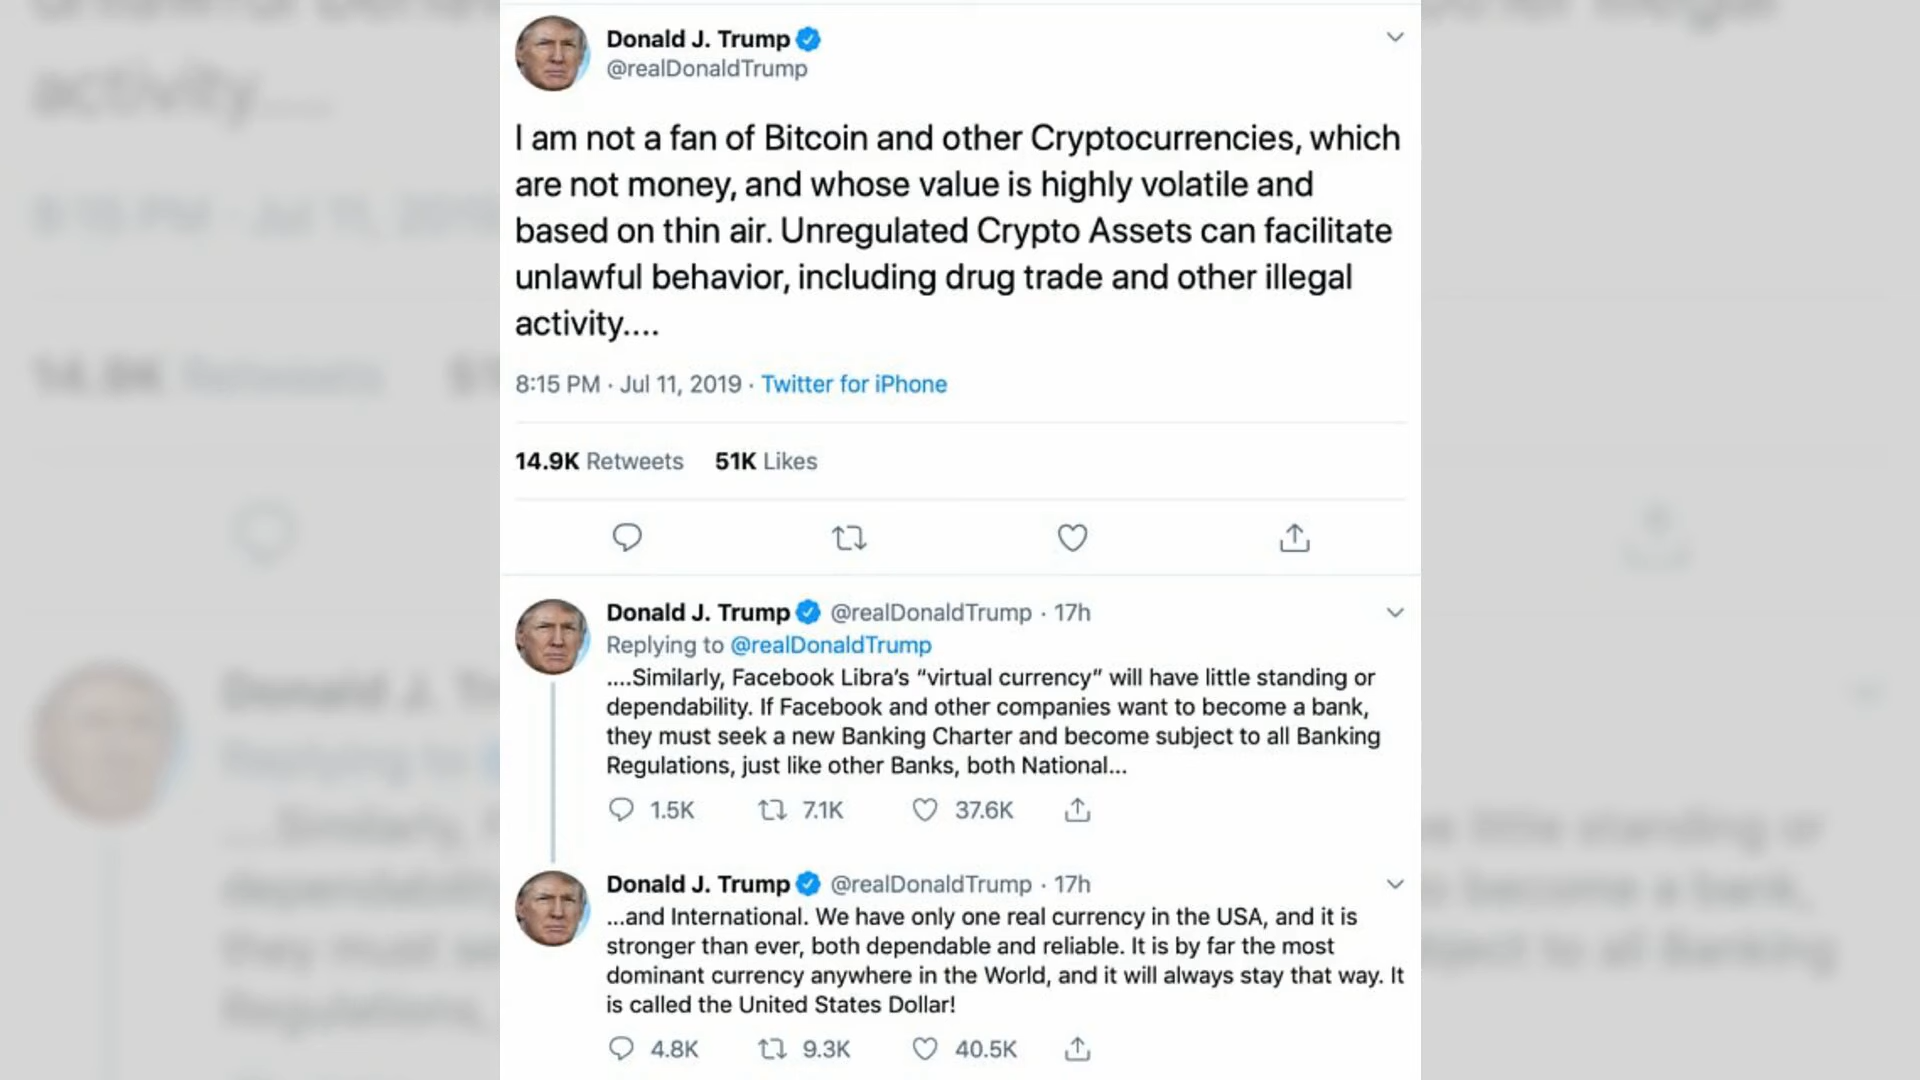 Donald J. Trump
@realDonaldTrump
I am not a fan of Bitcoin and other Cryptocurrencies, which
are not money, and whose value is highly volatile and
based on thin air. Unregulated Crypto Assets can facilitate
unlawful behavior, including drug trade and other illegal
activity....
8:15 PM · Jul 11, 2019 · Twitter for iPhone
14.9K Retweets 51K Likes
Donald J. Trump @realDonaldTrump · 17h
Replying to @realDonaldTrump
....Similarly, Facebook Libra’s “virtual currency” will have little standing or
dependability. If Facebook and other companies want to become a bank,
they must seek a new Banking Charter and become subject to all Banking
Regulations, just like other Banks, both National...
1.5K 7.1K 37.6K
Donald J. Trump @realDonaldTrump · 17h
...and International. We have only one real currency in the USA, and it is
stronger than ever, both dependable and reliable. It is by far the most
dominant currency anywhere in the World, and it will always stay that way. It
is called the United States Dollar!
4.8K 9.3K 40.5K